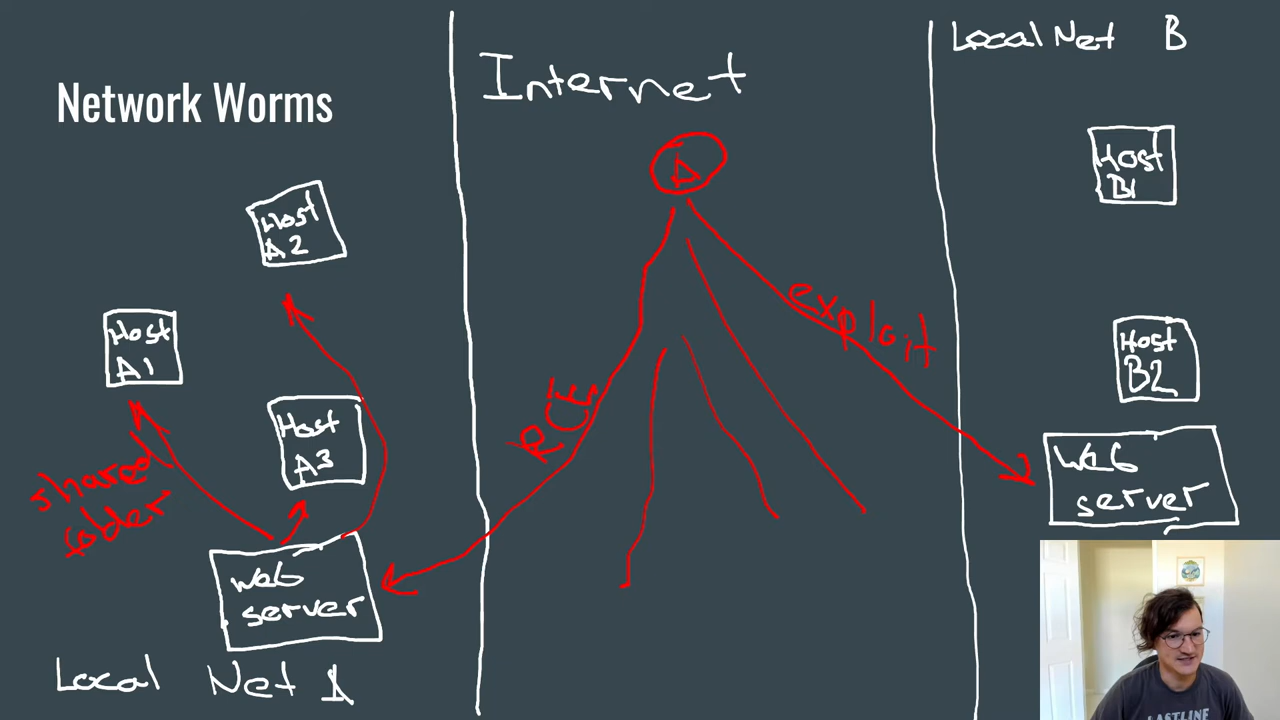 Network Worms
Internet
Local Net B
A
Host
A2
Host
B1
Host
A1
exploit
Host
B2
RCE
Host
A3
shared
folder
Web
server
Web
server
Local Net A
LASTLINE